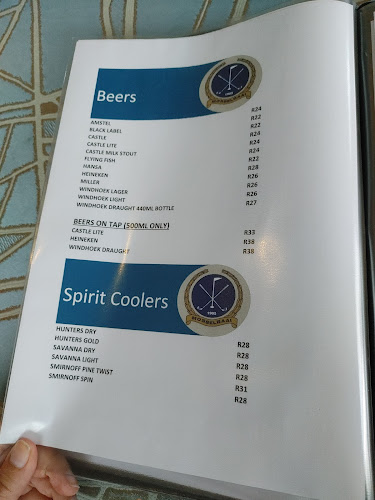 Beers
MOSSELBAAI
AMSTEL R24
BLACK LABEL R22
CASTLE R22
CASTLE LITE R24
CASTLE MILK STOUT R24
FLYING FISH R24
HANSA R22
HEINEKEN R28
MILLER R26
WINDHOEK LAGER R26
WINDHOEK LIGHT R26
WINDHOEK DRAUGHT 440ML BOTTLE R27
BEERS ON TAP (500ML ONLY)
CASTLE LITE R33
HEINEKEN R38
WINDHOEK DRAUGHT R38
Spirit Coolers
MOSSELBAAI
HUNTERS DRY R28
HUNTERS GOLD R28
SAVANNA DRY R28
SAVANNA LIGHT R28
SMIRNOFF PINE TWIST R31
SMIRNOFF SPIN R28